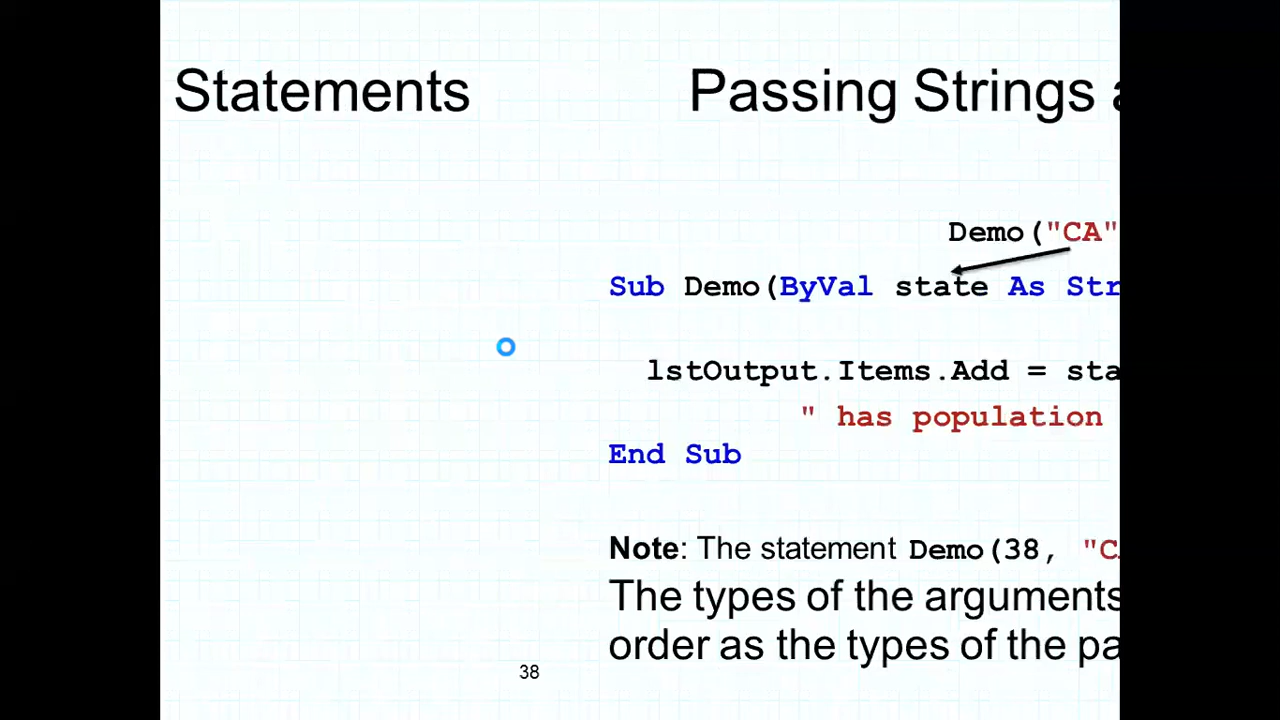 Statements
38
Passing Strings
Demo("CA"
Sub Demo(ByVal state As Str
lstOutput.Items.Add = sta
" has population
End Sub
Note: The statement Demo(38, "C
The types of the arguments
order as the types of the pa